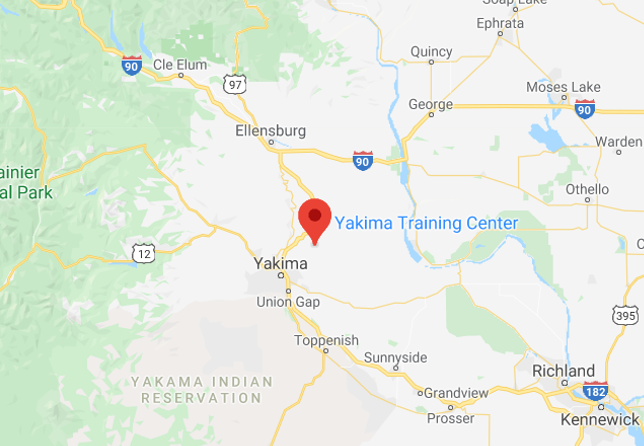 Soap Lake
Ephrata
Quincy
90
Cle Elum
97
Moses Lake
George
90
Ellensburg
Warden
90
ainier
al Park
Othello
Yakima Training Center
12
Yakima
Union Gap
395
Toppenish
Sunnyside
Richland
YAKAMA INDIAN
RESERVATION
Grandview
182
Prosser
Kennewick